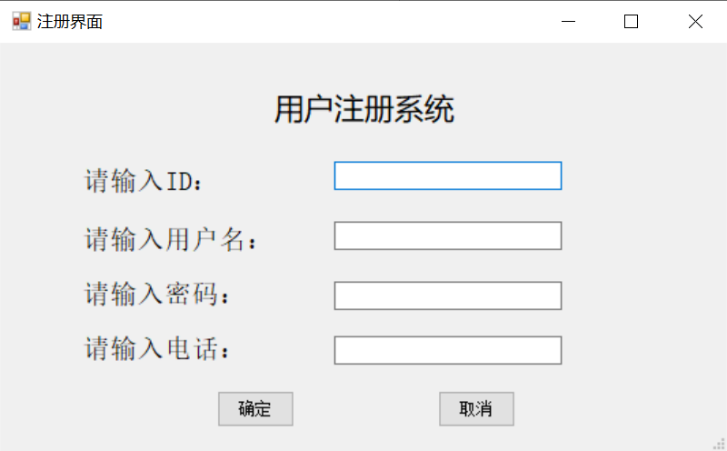 注册界面
用户注册系统
请输入ID：
请输入用户名：
请输入密码：
请输入电话：
确定 取消